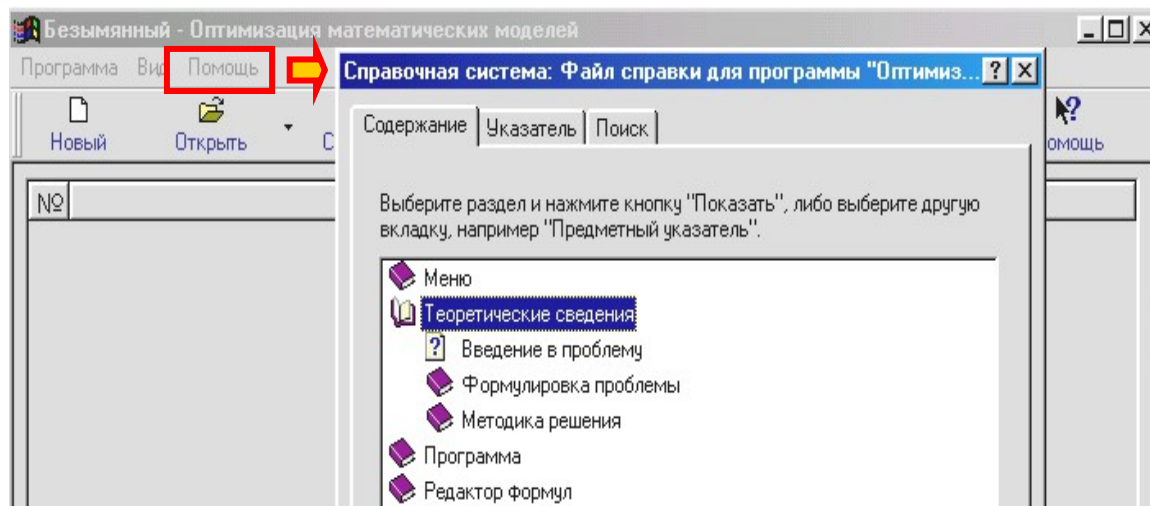 Безымянный - Оптимизация математических моделей
Программа Вид Помощь
Справочная система: Файл справки для программы "Оптимиз...
Новый Открыть С омощь
Содержание Указатель Поиск
№
Выберите раздел и нажмите кнопку "Показать", либо выберите другую
вкладку, например "Предметный указатель".
Меню
Теоретические сведения
Введение в проблему
Формулировка проблемы
Методика решения
Программа
Редактор формул